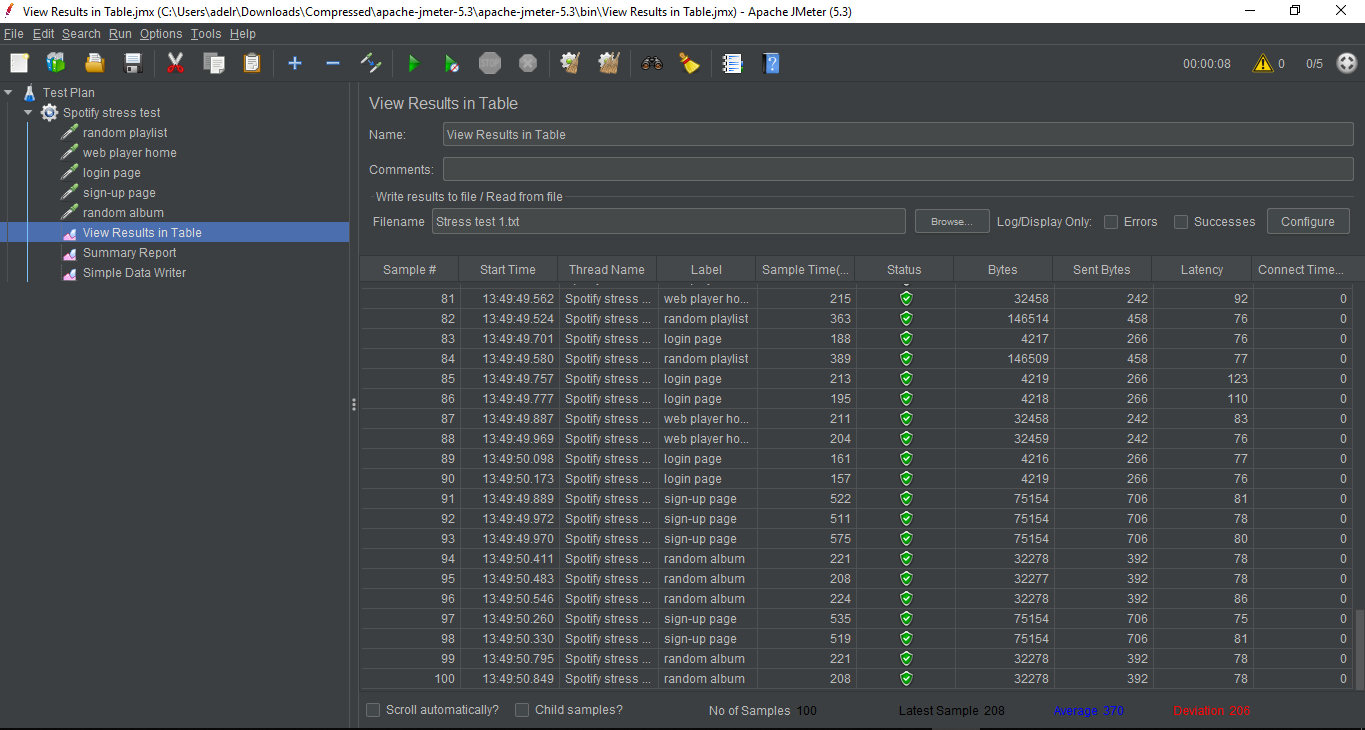 View Results in Table.jmx (C:\Users\adelr\Downloads\Compressed\apache-jmeter-5.3\apache-jmeter-5.3\bin\View Results in Table.jmx) - Apache JMeter (5.3)
File Edit Search Run Options Tools Help
STOP 00:00:08 0 0/5
Test Plan
Spotify stress test
random playlist
web player home
login page
sign-up page
random album
View Results in Table
Summary Report
Simple Data Writer
View Results in Table
Name: View Results in Table
Comments:
Write results to file / Read from file
Filename Stress test 1.txt Browse... Log/Display Only: Errors Successes Configure
Sample # Start Time Thread Name Label Sample Time(... Status Bytes Sent Bytes Latency Connect Time...
81 13:49:49.562 Spotify stress ... web player ho... 215 32458 242 92 0
82 13:49:49.524 Spotify stress ... random playlist 363 146514 458 76 0
83 13:49:49.701 Spotify stress ... login page 188 4217 266 76 0
84 13:49:49.580 Spotify stress ... random playlist 389 146509 458 77 0
85 13:49:49.757 Spotify stress ... login page 213 4219 266 123 0
86 13:49:49.777 Spotify stress ... login page 195 4218 266 110 0
87 13:49:49.887 Spotify stress ... web player ho... 211 32458 242 83 0
88 13:49:49.969 Spotify stress ... web player ho... 204 32459 242 76 0
89 13:49:50.098 Spotify stress ... login page 161 4216 266 77 0
90 13:49:50.173 Spotify stress ... login page 157 4219 266 76 0
91 13:49:49.889 Spotify stress ... sign-up page 522 75154 706 81 0
92 13:49:49.972 Spotify stress ... sign-up page 511 75154 706 78 0
93 13:49:49.970 Spotify stress ... sign-up page 575 75154 706 80 0
94 13:49:50.411 Spotify stress ... random album 221 32278 392 78 0
95 13:49:50.483 Spotify stress ... random album 208 32277 392 78 0
96 13:49:50.546 Spotify stress ... random album 224 32278 392 86 0
97 13:49:50.260 Spotify stress ... sign-up page 535 75154 706 75 0
98 13:49:50.330 Spotify stress ... sign-up page 519 75154 706 81 0
99 13:49:50.795 Spotify stress ... random album 221 32278 392 78 0
100 13:49:50.849 Spotify stress ... random album 208 32278 392 78 0
Scroll automatically? Child samples? No of Samples 100 Latest Sample 208 Average 370 Deviation 206